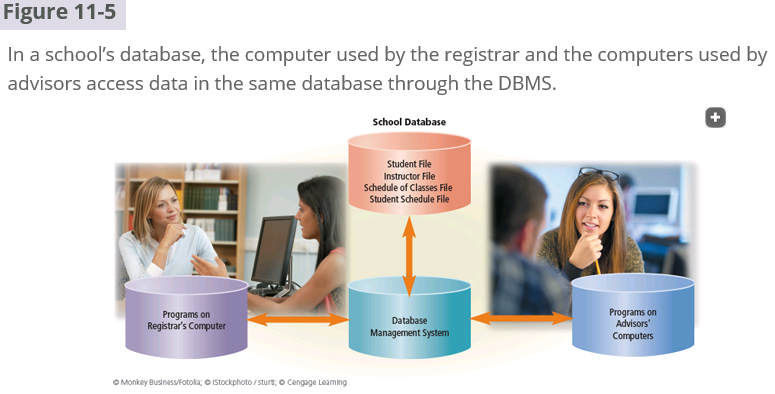 Figure 11-5
In a school's database, the computer used by the registrar and the computers used by
advisors access data in the same database through the DBMS.
School Database
Student File
Instructor File
Schedule of Classes File
Student Schedule File
Programs on
Registrar's Computer
Database
Management System
Programs on
Advisors'
Computers
© Monkey Business/Fotolia; © iStockphoto / sturti; © Cengage Learning